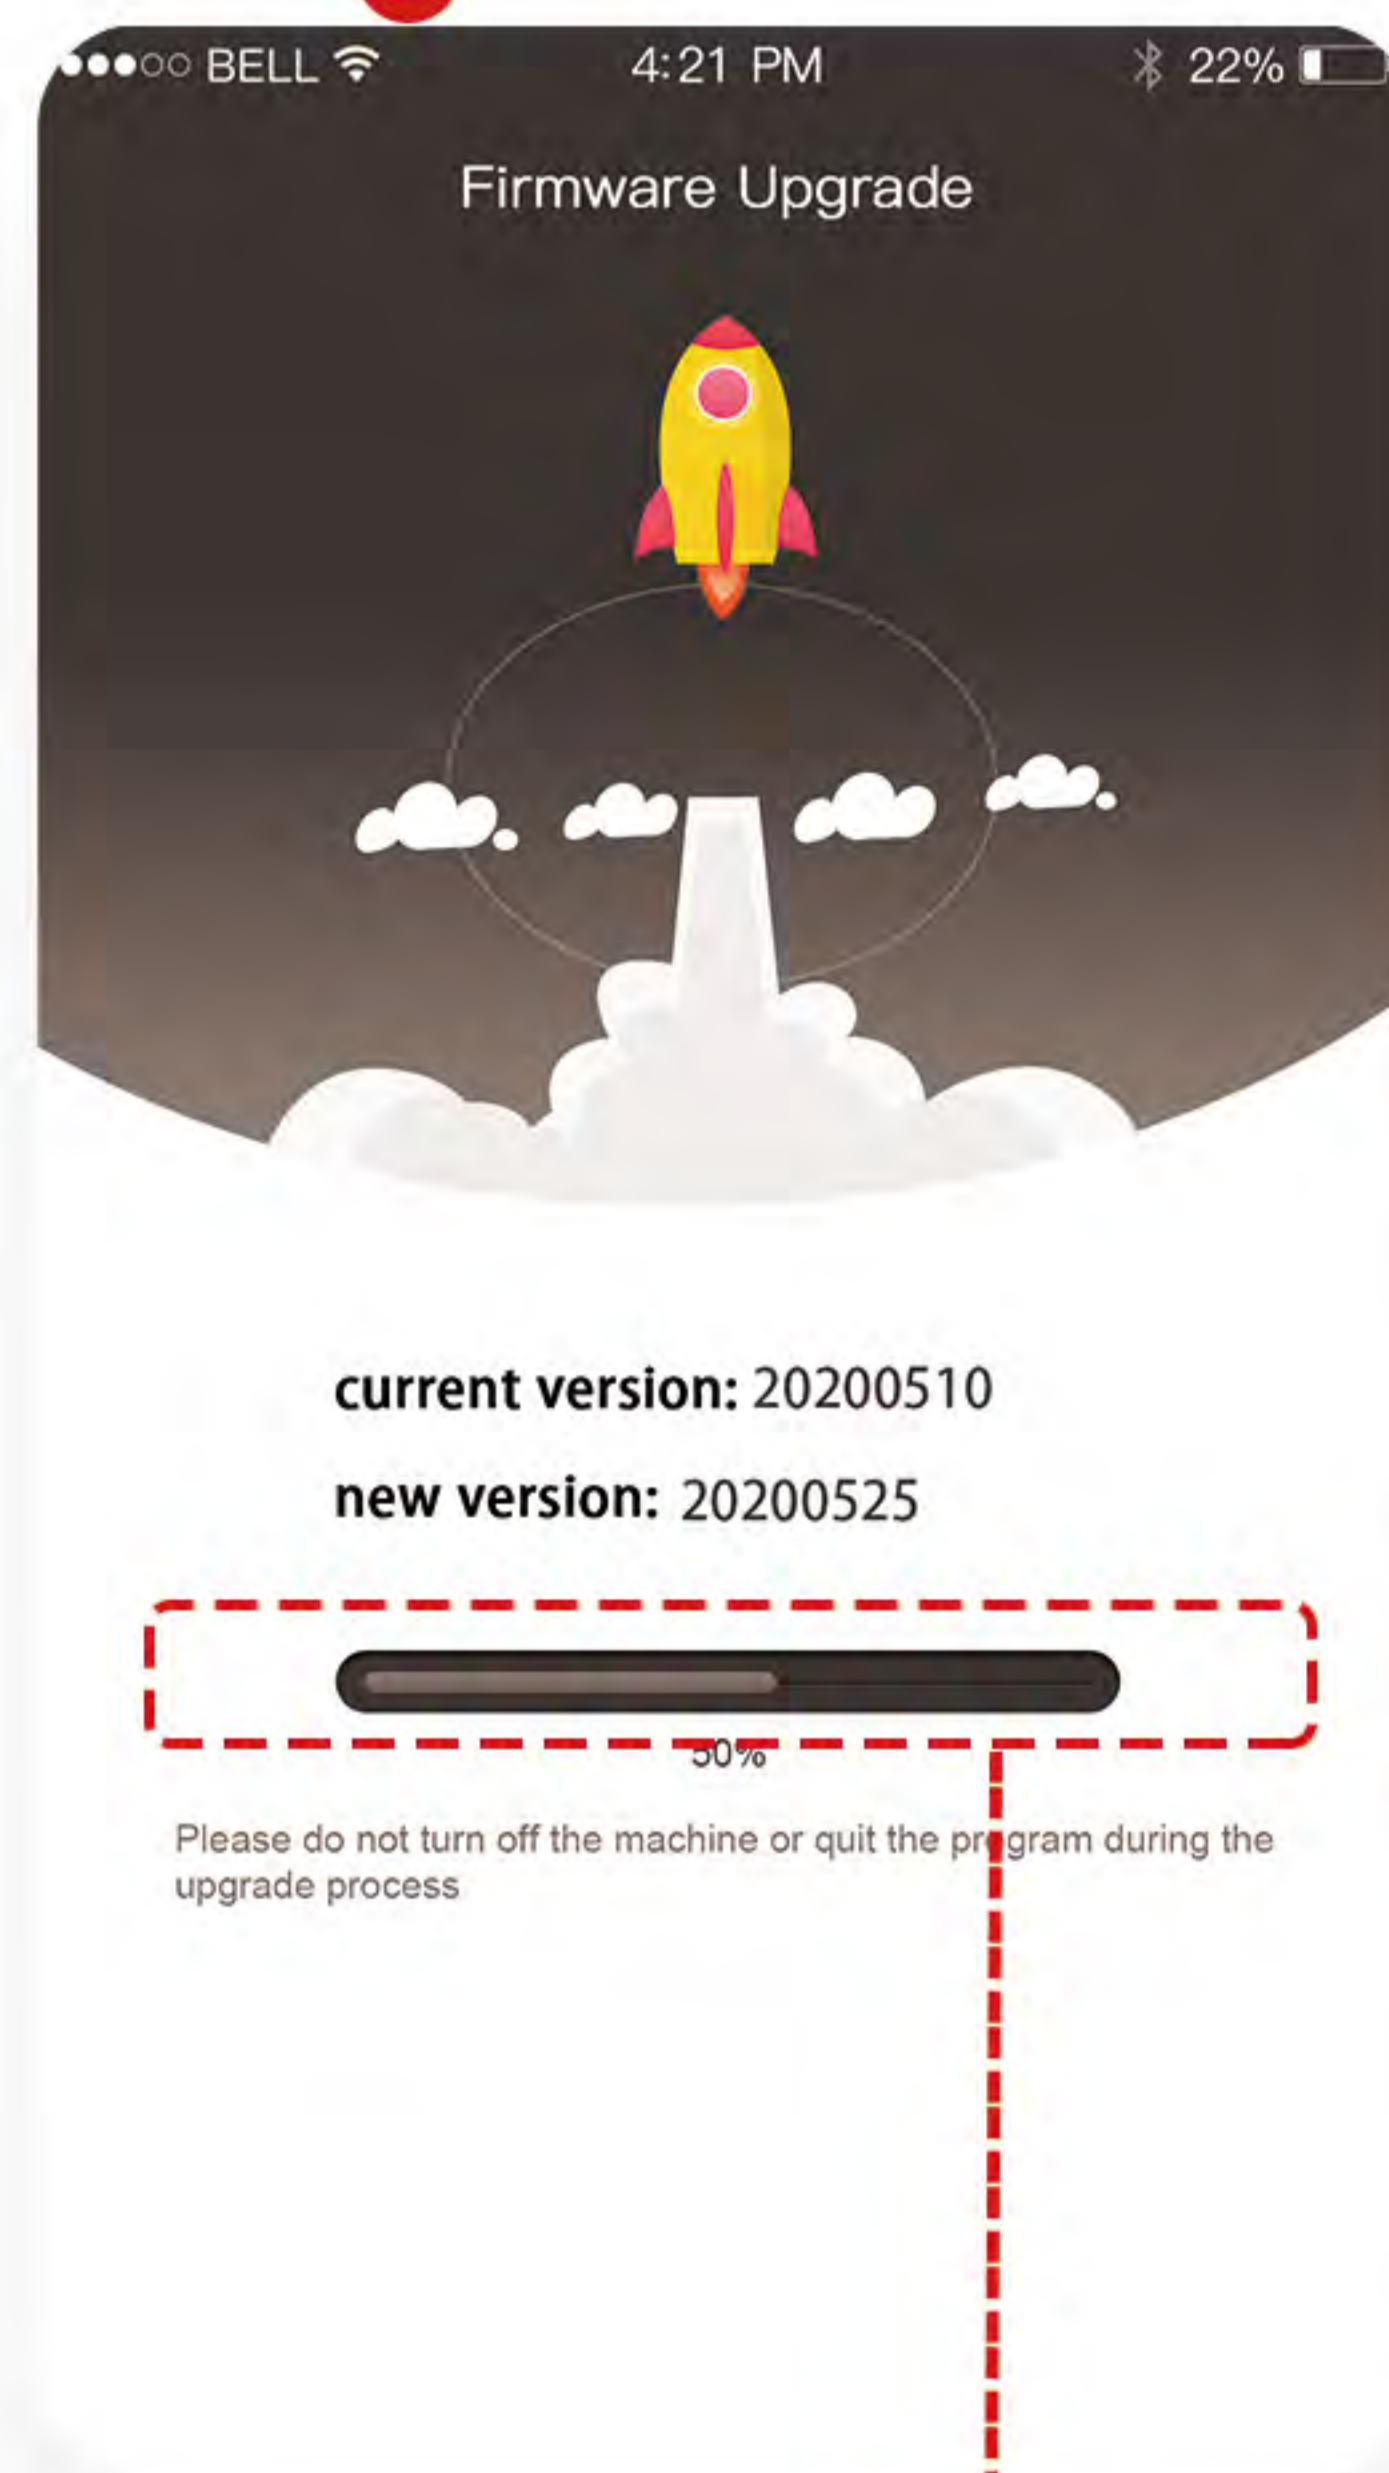 BELL 4:21 PM 22%
Firmware Upgrade
current version: 20200510
new version: 20200525
50%
Please do not turn off the machine or quit the program during the
upgrade process